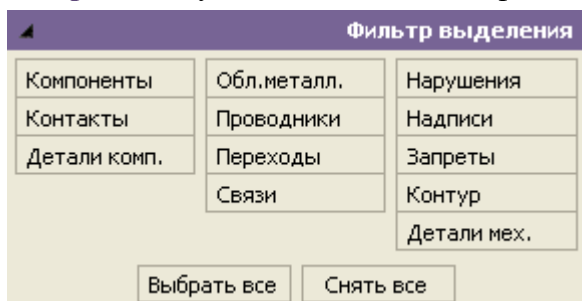 Фильтр выделения
Компоненты Обл.металл. Нарушения
Контакты Проводники Надписи
Детали комп. Переходы Запреты
Связи Контур
Детали мех.
Выбрать все Снять все